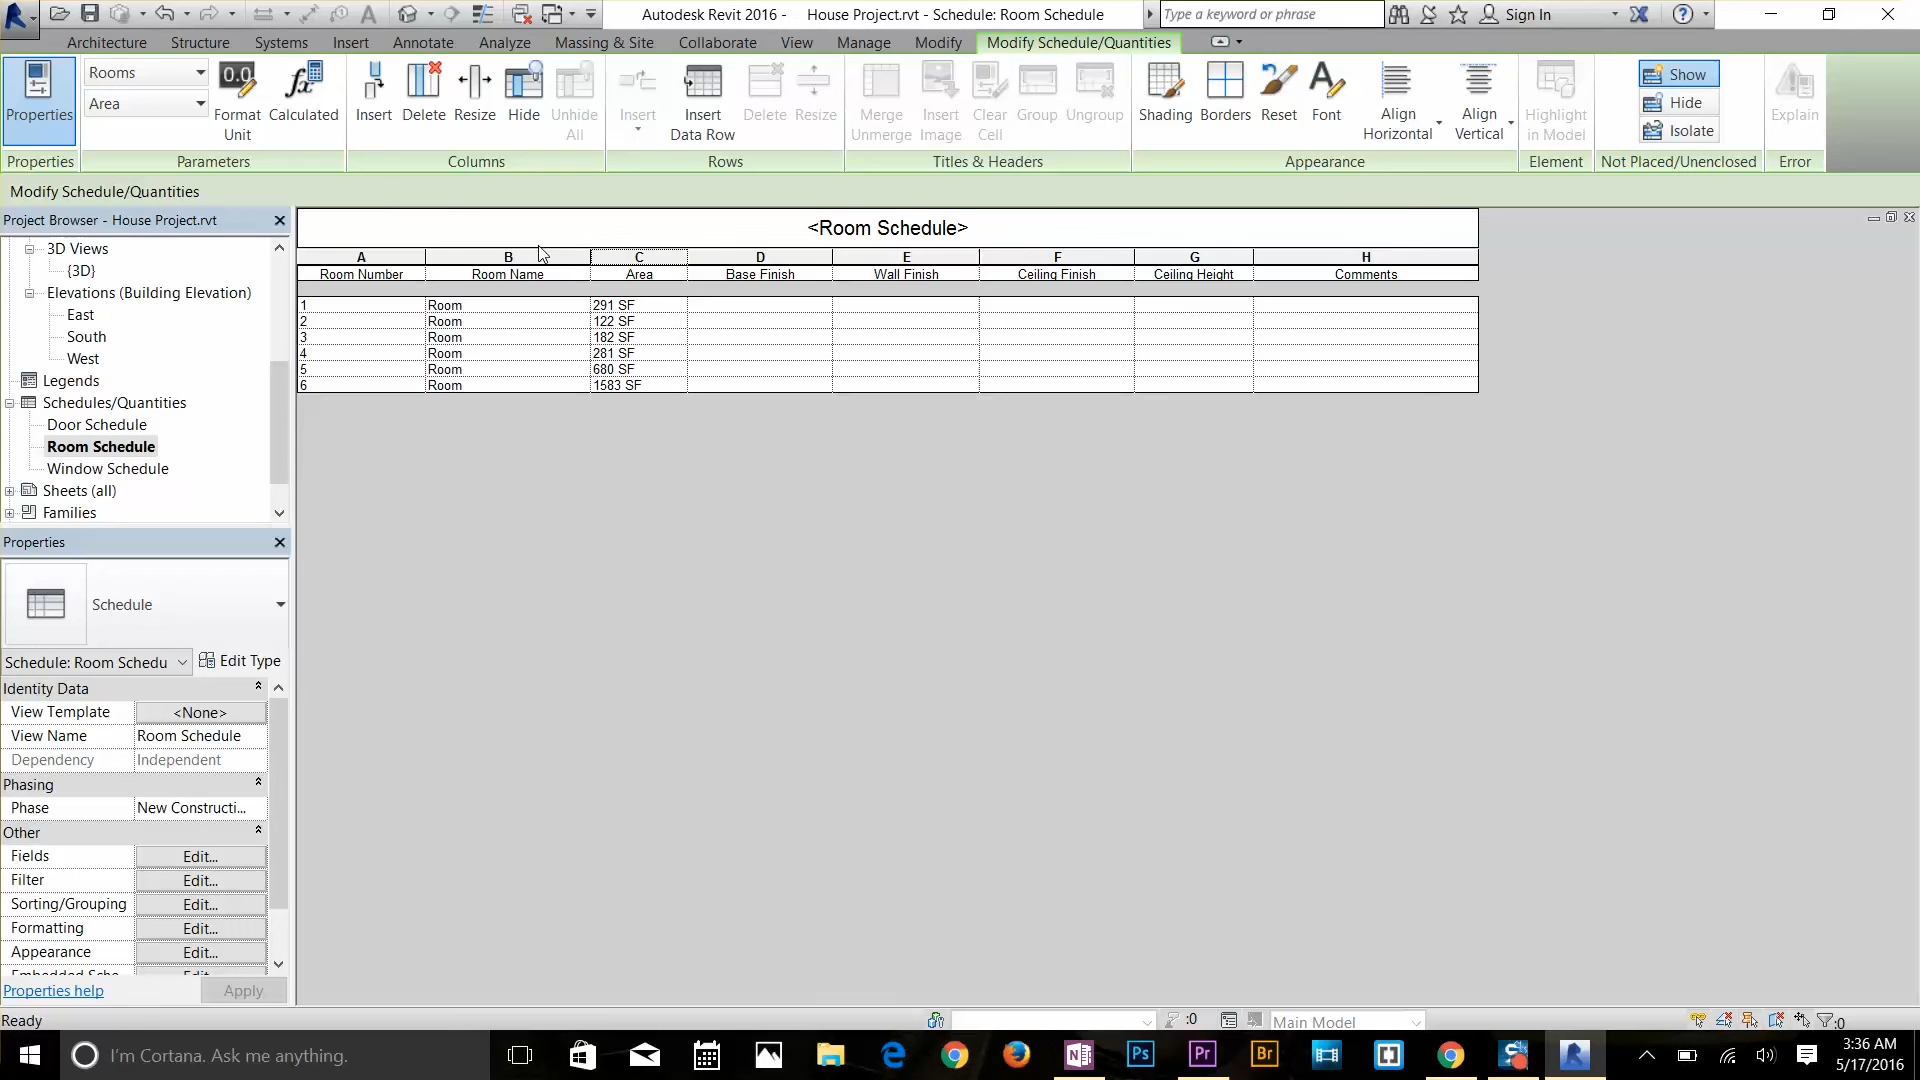 Autodesk Revit 2016 - House Project.rvt - Schedule: Room Schedule
Type a keyword or phrase
Sign In
Architecture Structure Systems Insert Annotate Analyze Massing & Site Collaborate View Manage Modify Modify Schedule/Quantities
Properties
Rooms
Area
0.0
Format
Unit
Calculated
Insert
Delete
Resize
Hide
Unhide
All
Insert
Insert
Data Row
Delete
Resize
Merge
Unmerge
Insert
Image
Clear
Cell
Group
Ungroup
Shading
Borders
Reset
Font
Align
Horizontal
Align
Vertical
Highlight
in Model
Show
Hide
Isolate
Explain
Properties Parameters Columns Rows Titles & Headers Appearance Element Not Placed/Unenclosed Error
Modify Schedule/Quantities
Project Browser - House Project.rvt
3D Views
{3D}
Elevations (Building Elevation)
East
South
West
Legends
Schedules/Quantities
Door Schedule
Room Schedule
Window Schedule
Sheets (all)
Families
<Room Schedule>
A B C D E F G H
Room Number Room Name Area Base Finish Wall Finish Ceiling Finish Ceiling Height Comments
1 Room 291 SF
2 Room 122 SF
3 Room 182 SF
4 Room 281 SF
5 Room 680 SF
6 Room 1583 SF
Properties
Schedule
Schedule: Room Schedu
Edit Type
Identity Data
View Template <None>
View Name Room Schedule
Dependency Independent
Phasing
Phase New Constructi...
Other
Fields Edit...
Filter Edit...
Sorting/Grouping Edit...
Formatting Edit...
Appearance Edit...
Properties help
Apply
Ready
:0
Main Model
:0
I'm Cortana. Ask me anything.
Ps
Pr
Br
3:36 AM
5/17/2016